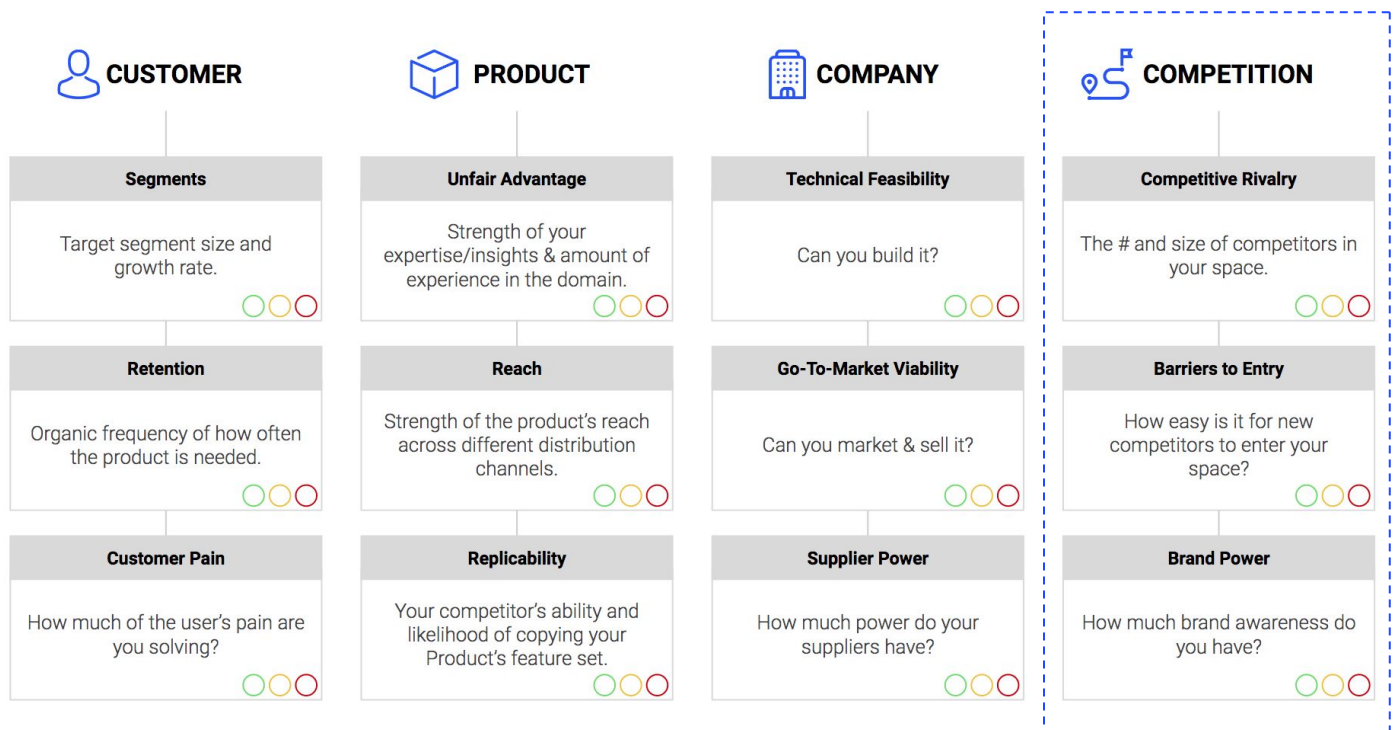 CUSTOMER
Segments
Target segment size and
growth rate.
Retention
Organic frequency of how often
the product is needed.
Customer Pain
How much of the user’s pain are
you solving?
PRODUCT
Unfair Advantage
Strength of your
expertise/insights & amount of
experience in the domain.
Reach
Strength of the product’s reach
across different distribution
channels.
Replicability
Your competitor’s ability and
likelihood of copying your
Product’s feature set.
COMPANY
Technical Feasibility
Can you build it?
Go-To-Market Viability
Can you market & sell it?
Supplier Power
How much power do your
suppliers have?
COMPETITION
Competitive Rivalry
The # and size of competitors in
your space.
Barriers to Entry
How easy is it for new
competitors to enter your
space?
Brand Power
How much brand awareness do
you have?